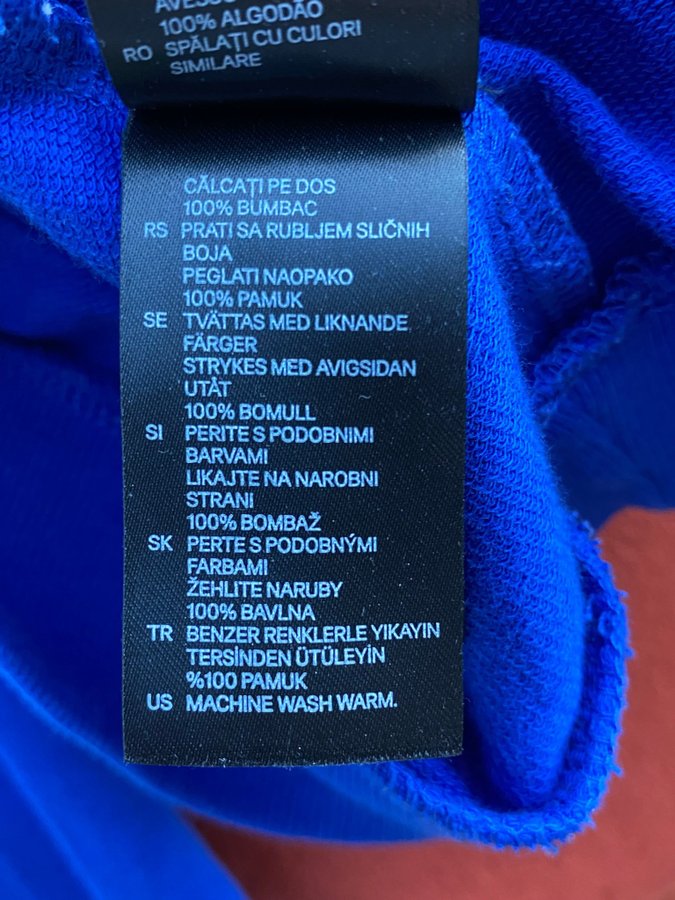 100% ALGODÃO
RO SPĂLAȚI CU CULORI
SIMILARE
CĂLCAȚI PE DOS
100% BUMBAC
RS PRATI SA RUBLJEM SLIČNIH
BOJA
PEGLATI NAOPAKO
100% PAMUK
SE TVÄTTAS MED LIKNANDE
FÄRGER
STRYKES MED AVIGSIDAN
UTÅT
100% BOMULL
SI PERITE S PODOBNIMI
BARVAMI
LIKAJTE NA NAROBNI
STRANI
100% BOMBAŽ
SK PERTE S PODOBNÝMI
FARBAMI
ŽEHLITE NARUBY
100% BAVLNA
TR BENZER RENKLERLE YIKAYIN
TERSİNDEN ÜTÜLEYİN
%100 PAMUK
US MACHINE WASH WARM.